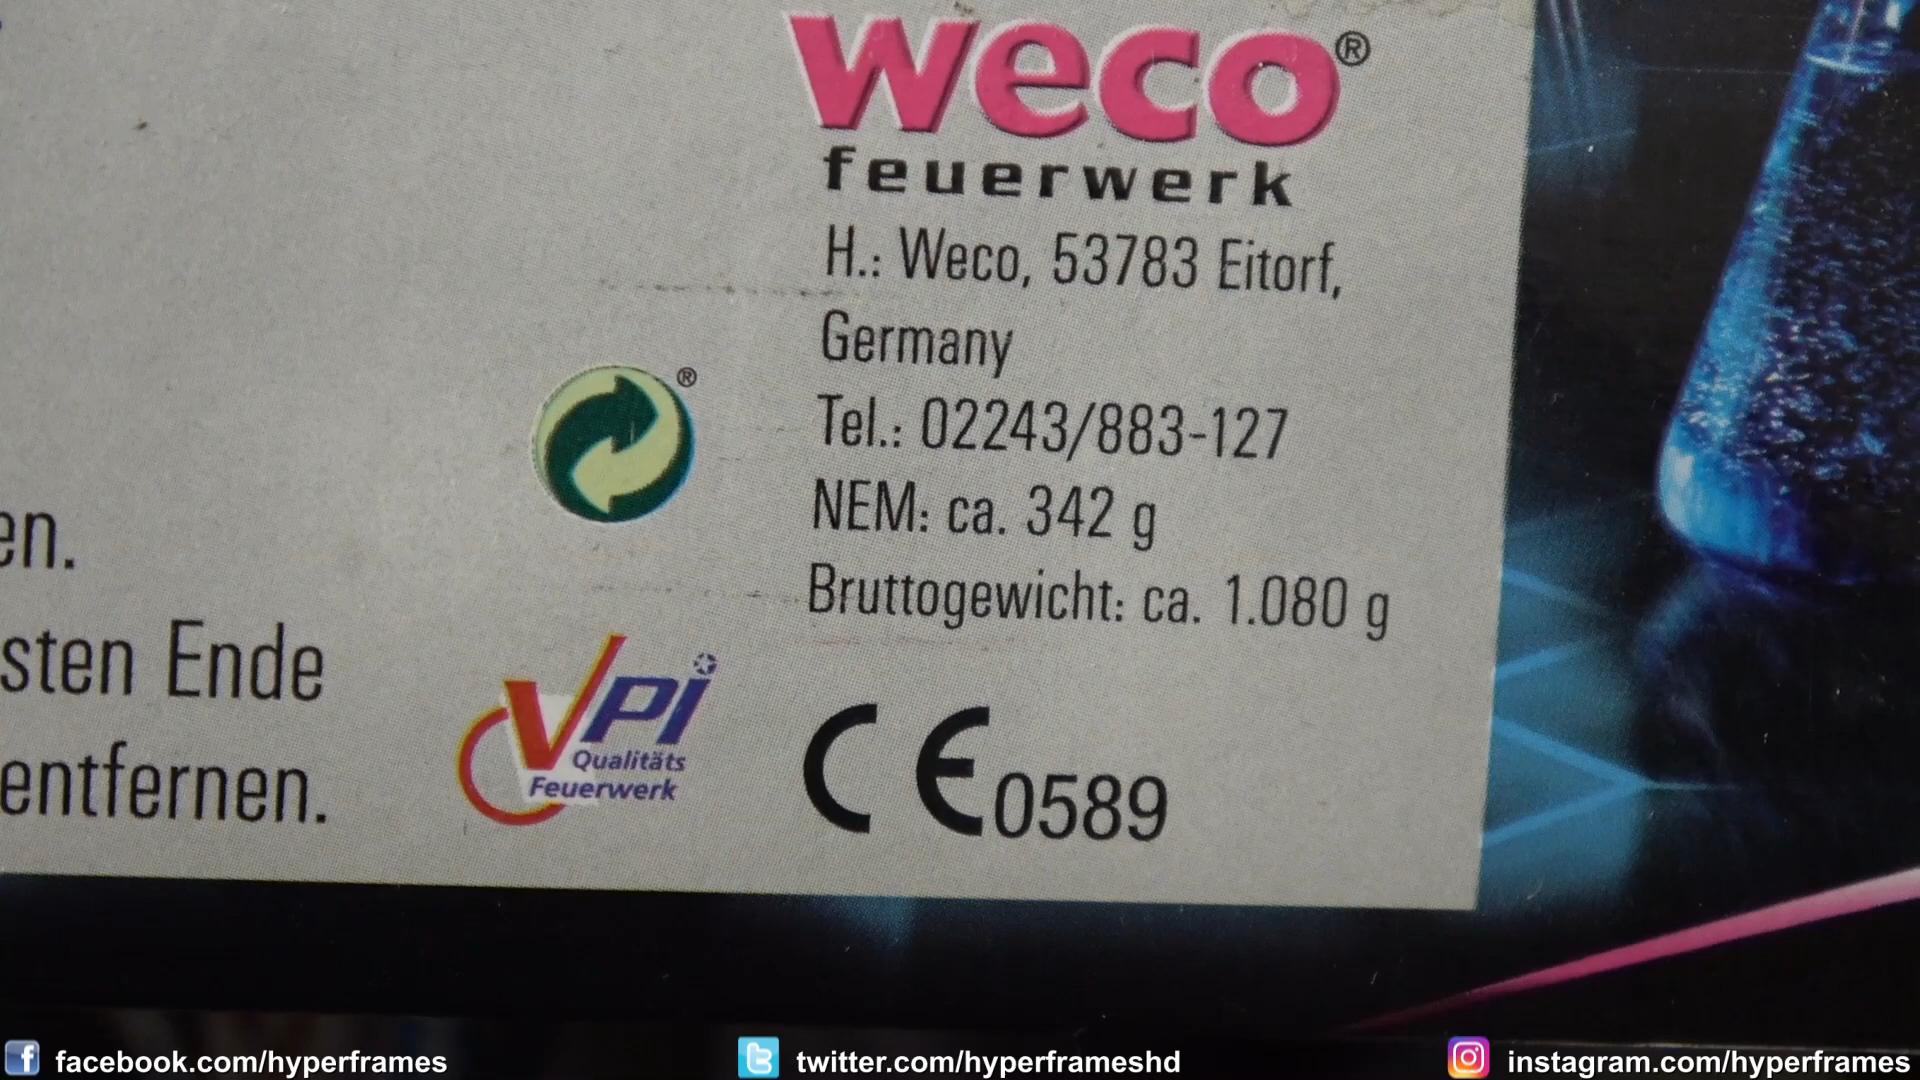 weco®
feuerwerk
H.: Weco, 53783 Eitorf,
Germany
Tel.: 02243/883-127
NEM: ca. 342 g
Bruttogewicht: ca. 1.080 g
®
en.
sten Ende
entfernen.
VPI
Qualitäts
Feuerwerk
CE0589
facebook.com/hyperframes
twitter.com/hyperframeshd
instagram.com/hyperframes